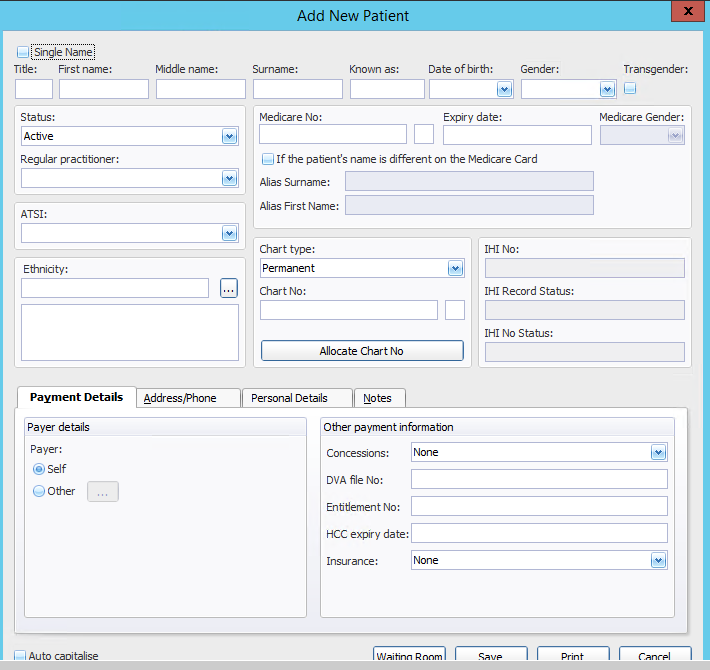 Add New Patient
x
Single Name
Title: First name: Middle name: Surname: Known as: Date of birth: Gender: Transgender:
Status:
Active
Regular practitioner:
ATSI:
Ethnicity:
...
Medicare No: Expiry date: Medicare Gender:
If the patient's name is different on the Medicare Card
Alias Surname:
Alias First Name:
Chart type:
Permanent
Chart No:
Allocate Chart No
IHI No:
IHI Record Status:
IHI No Status:
Payment Details Address/Phone Personal Details Notes
Payer details
Payer:
Self
Other ...
Other payment information
Concessions: None
DVA file No:
Entitlement No:
HCC expiry date:
Insurance: None
Auto capitalise Waiting Room Save Print Cancel